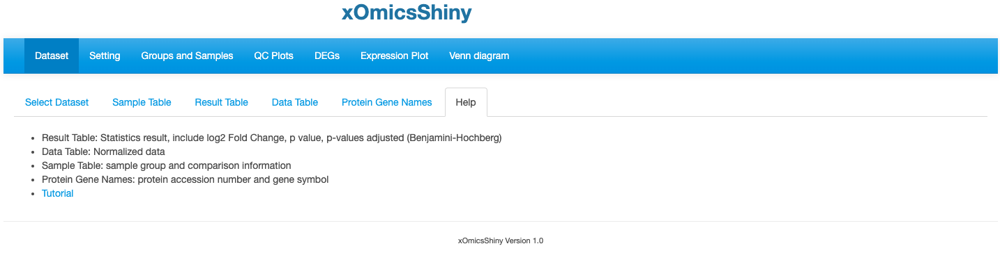 xOmicsShiny
Dataset Setting Groups and Samples QC Plots DEGs Expression Plot Venn diagram
Select Dataset Sample Table Result Table Data Table Protein Gene Names Help
• Result Table: Statistics result, include log2 Fold Change, p value, p-values adjusted (Benjamini-Hochberg)
• Data Table: Normalized data
• Sample Table: sample group and comparison information
• Protein Gene Names: protein accession number and gene symbol
• Tutorial
xOmicsShiny Version 1.0